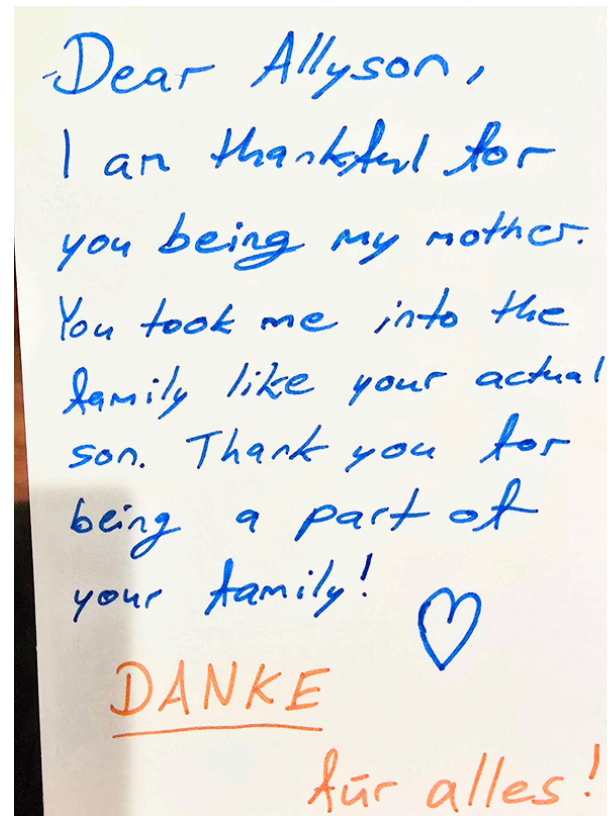 Dear Allyson,
I am thankful for
you being my mother.
You took me into the
family like your actual
son. Thank you for
being a part of
your family!
DANKE
für alles!